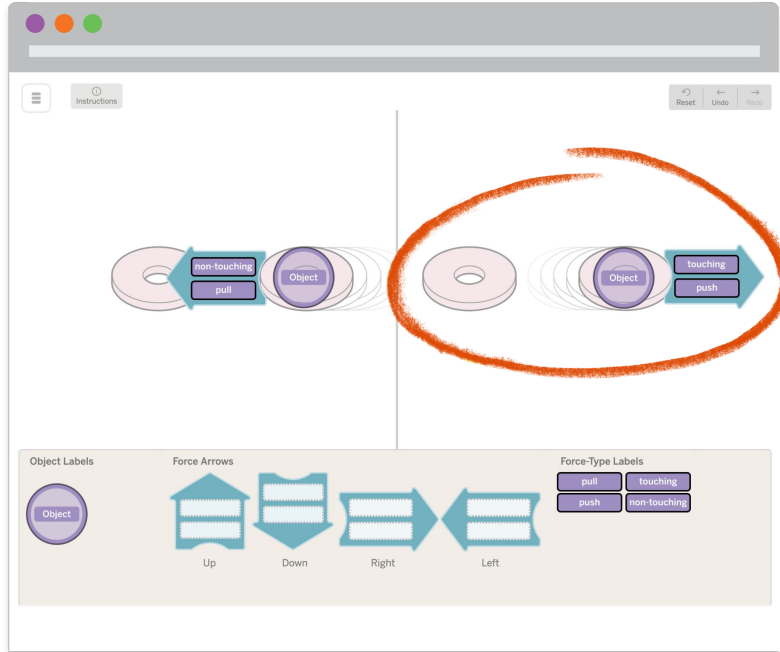 Instructions
Reset
Undo
Redo
non-touching
pull
Object
Object
touching
push
Object Labels
Force Arrows
Force-Type Labels
Object
Up
Down
Right
Left
pull
touching
push
non-touching